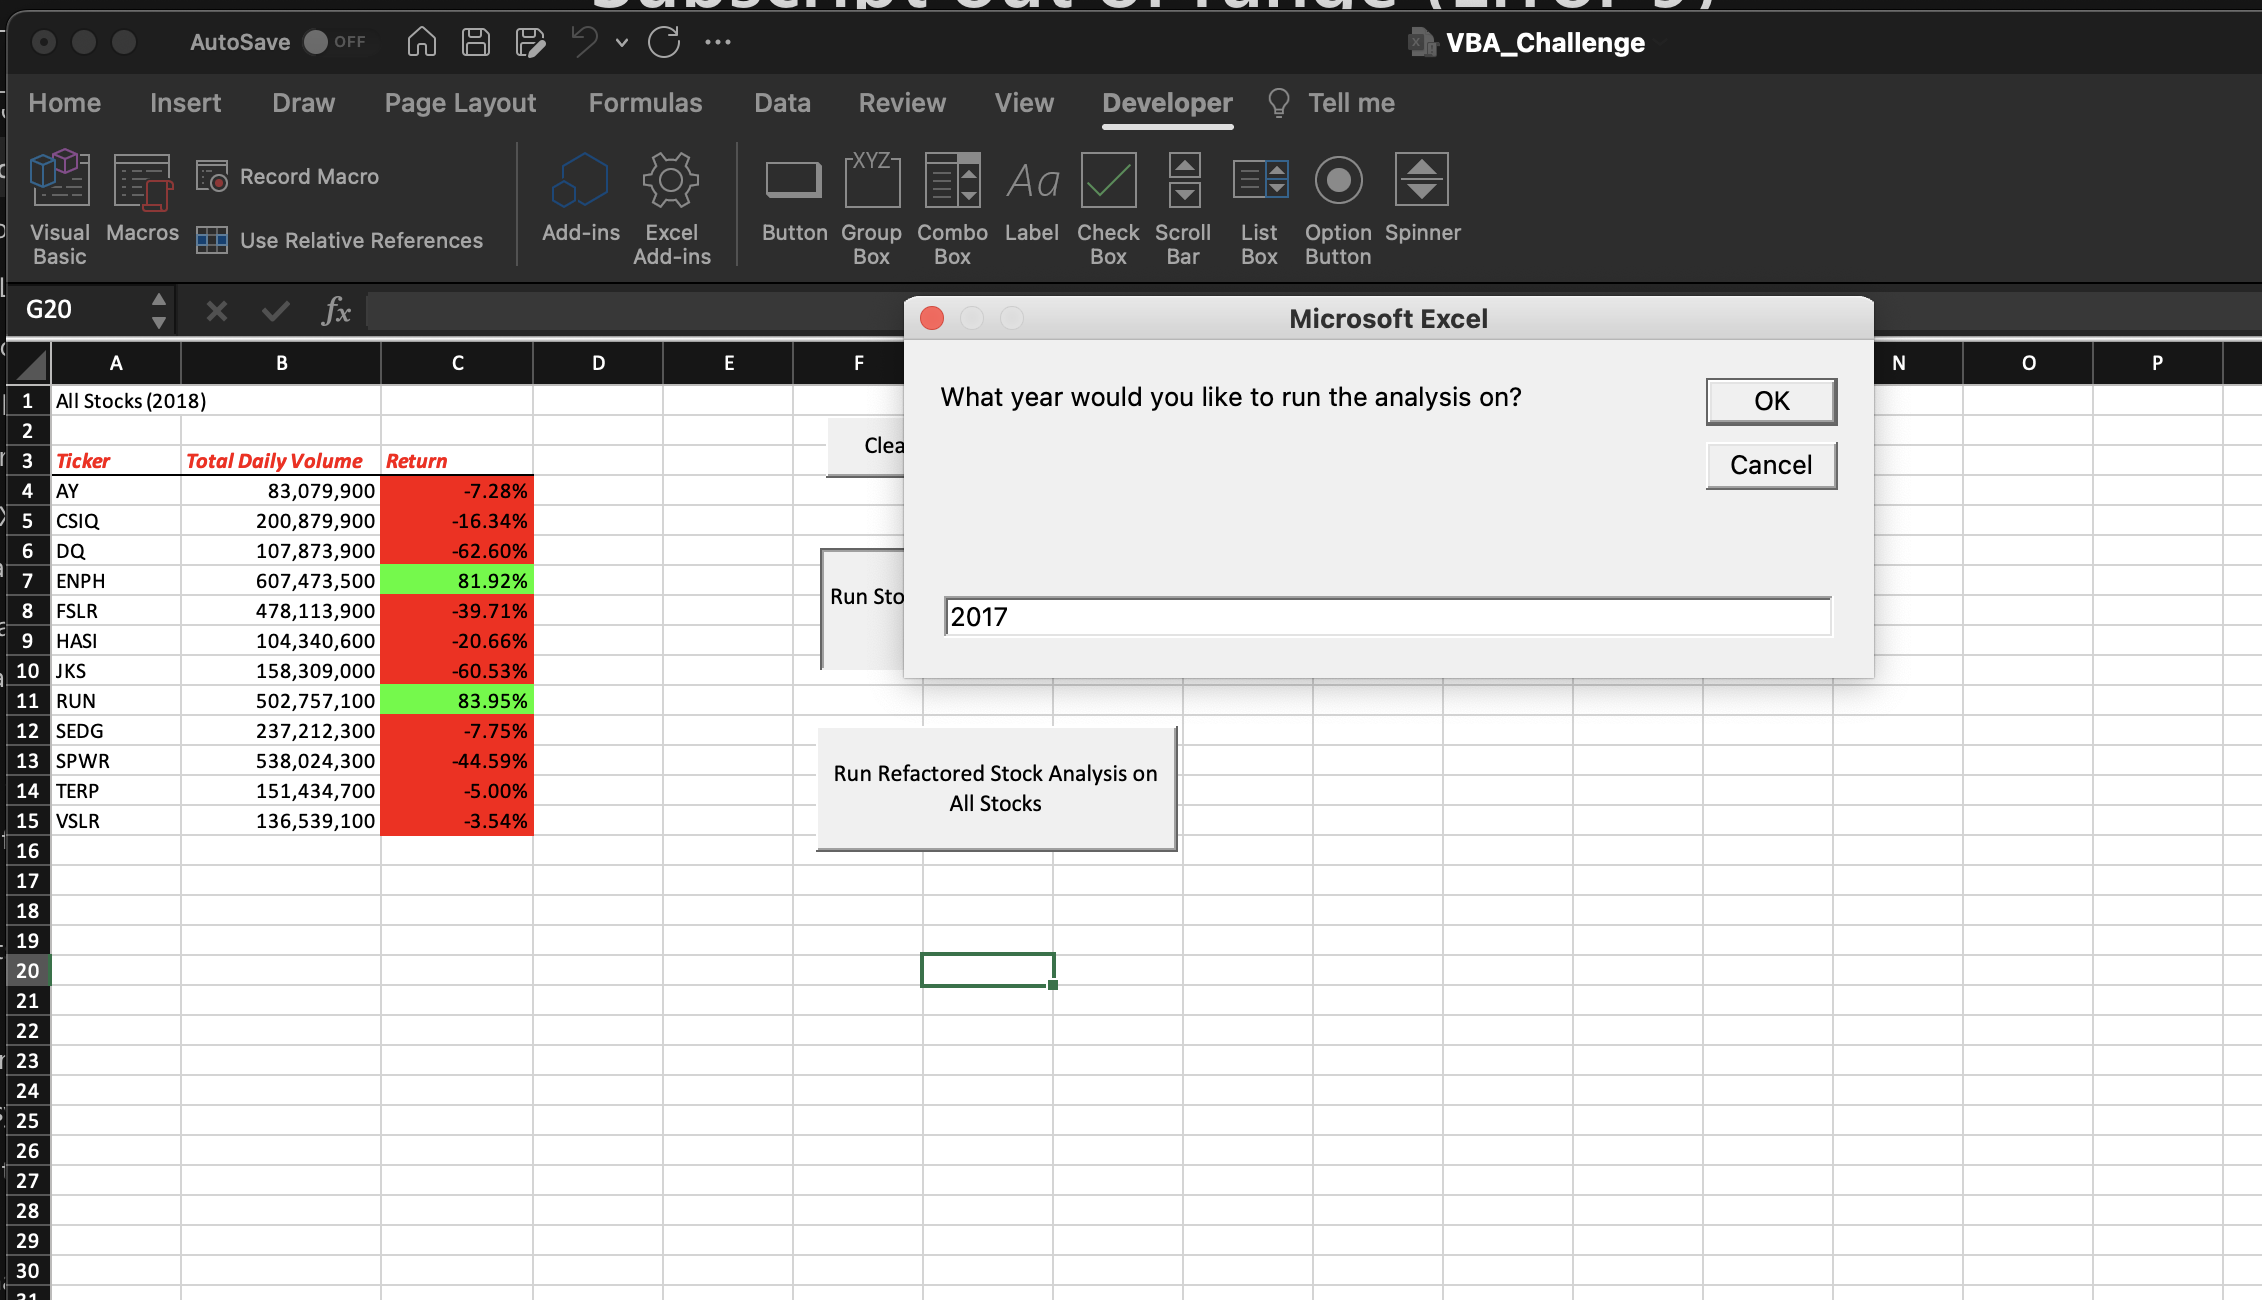 Subscript out of range (Error 9)
AutoSave OFF
VBA_Challenge
Home Insert Draw Page Layout Formulas Data Review View Developer Tell me
Visual Basic
Macros
Record Macro
Use Relative References
Add-ins
Excel Add-ins
Button
Group Box
Combo Box
Label
Check Box
Scroll Bar
List Box
Option Button
Spinner
XYZ
Aa
G20
fx
Microsoft Excel
What year would you like to run the analysis on?
OK
Cancel
2017
A B C D E F N O P
1 All Stocks (2018)
2
3 Ticker Total Daily Volume Return
4 AY 83,079,900 -7.28%
5 CSIQ 200,879,900 -16.34%
6 DQ 107,873,900 -62.60%
7 ENPH 607,473,500 81.92%
8 FSLR 478,113,900 -39.71%
9 HASI 104,340,600 -20.66%
10 JKS 158,309,000 -60.53%
11 RUN 502,757,100 83.95%
12 SEDG 237,212,300 -7.75%
13 SPWR 538,024,300 -44.59%
14 TERP 151,434,700 -5.00%
15 VSLR 136,539,100 -3.54%
16
17
18
19
20
21
22
23
24
25
26
27
28
29
30
31
Clea
Run Sto
Run Refactored Stock Analysis on
All Stocks